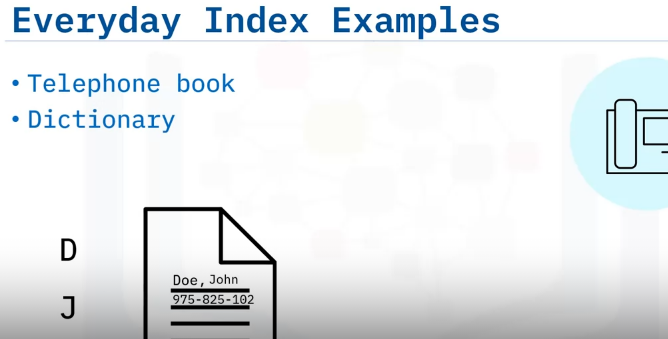 Everyday Index Examples
• Telephone book
• Dictionary
D
Doe, John
975-825-102
J